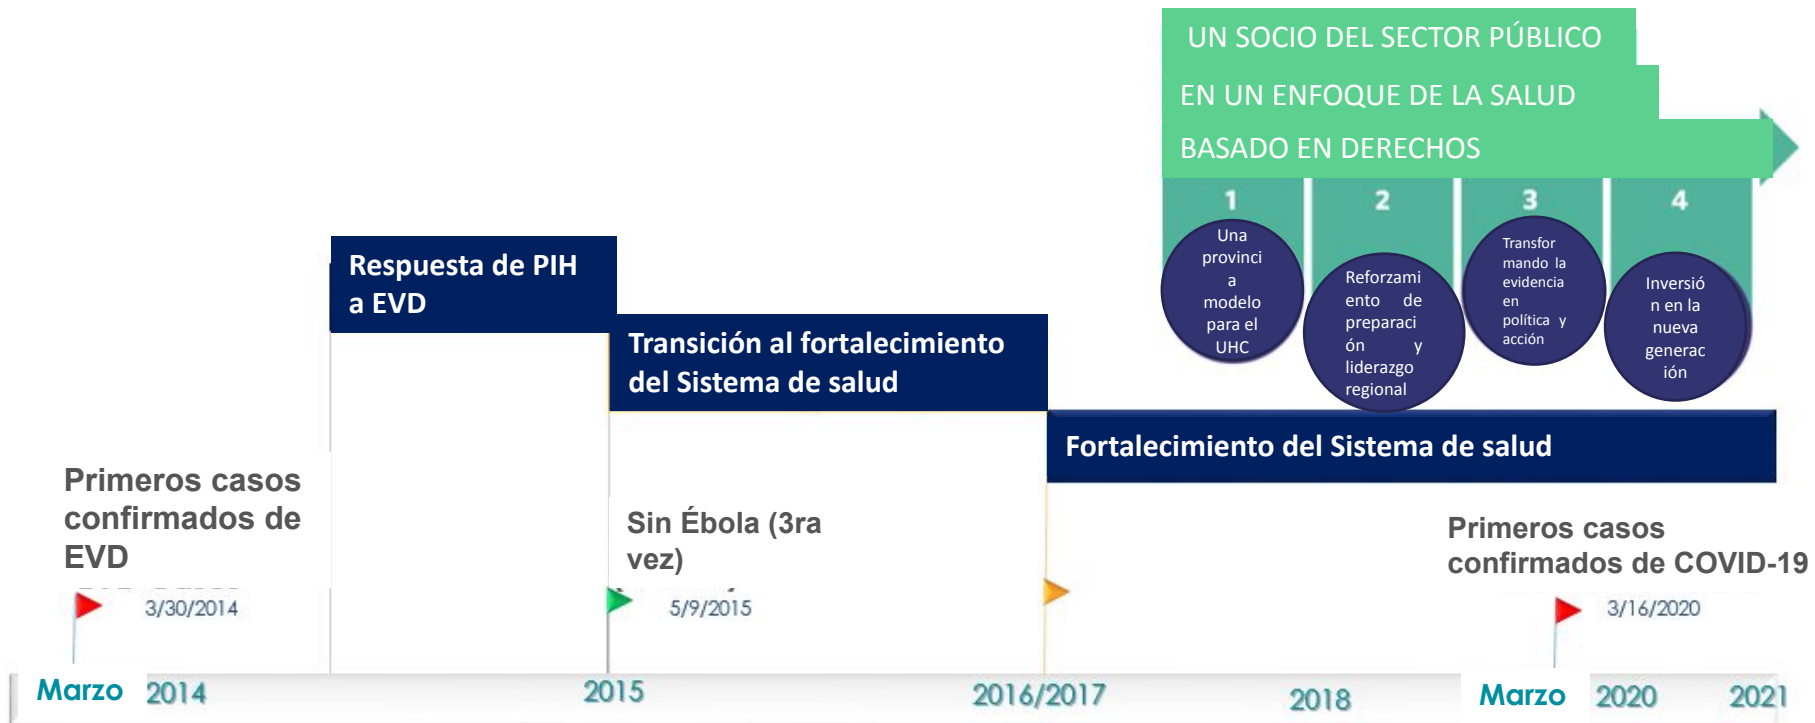 UN SOCIO DEL SECTOR PÚBLICO
EN UN ENFOQUE DE LA SALUD
BASADO EN DERECHOS
1
2
3
4
Una
provinci
a
modelo
para el
UHC
Reforzami
ento de
preparaci
ón y
liderazgo
regional
Transfor
mando la
evidencia
en
política y
acción
Inversió
n en la
nueva
generac
ión
Respuesta de PIH
a EVD
Transición al fortalecimiento
del Sistema de salud
Fortalecimiento del Sistema de salud
Primeros casos
confirmados de
EVD
3/30/2014
Sin Ébola (3ra
vez)
5/9/2015
Primeros casos
confirmados de COVID-19
3/16/2020
Marzo 2014
2015
2016/2017
2018
Marzo 2020
2021